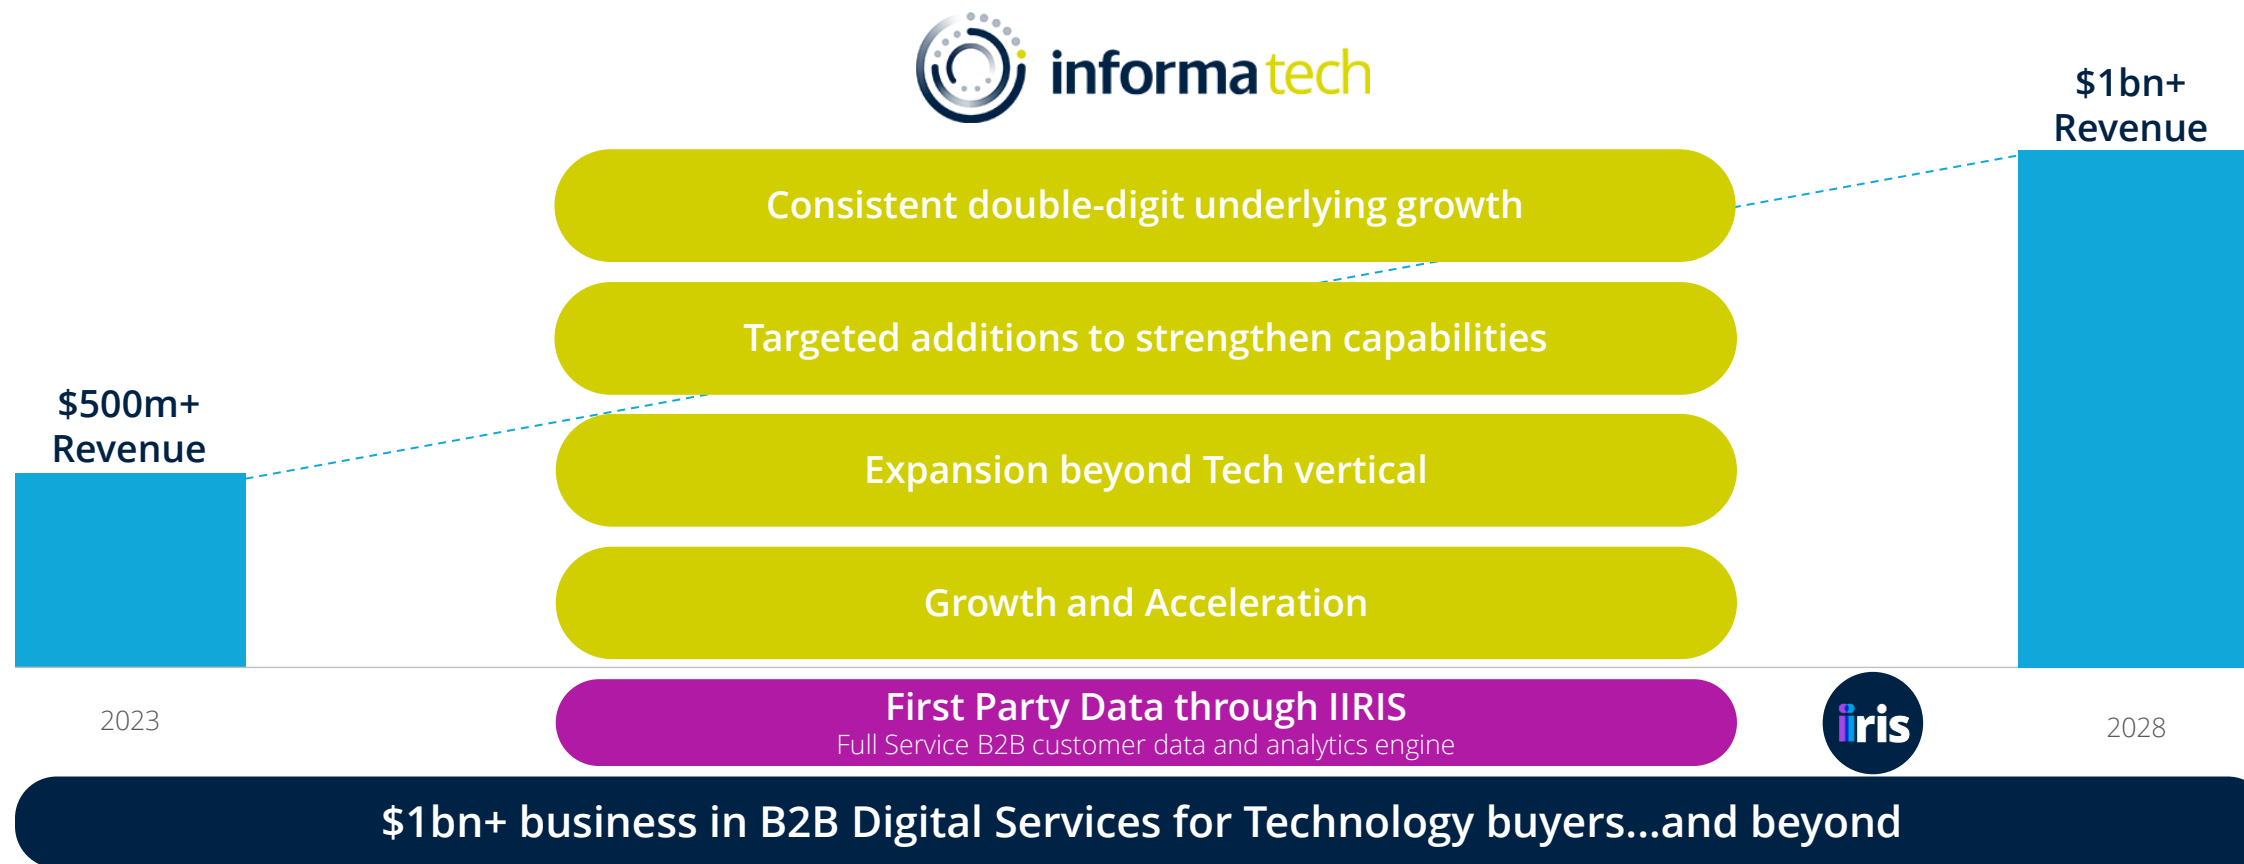 informa tech
$1bn+
Revenue
Consistent double-digit underlying growth
Targeted additions to strengthen capabilities
$500m+
Revenue
Expansion beyond Tech vertical
Growth and Acceleration
First Party Data through IIRIS
Full Service B2B customer data and analytics engine
iiris
2023
2028
$1bn+ business in B2B Digital Services for Technology buyers...and beyond